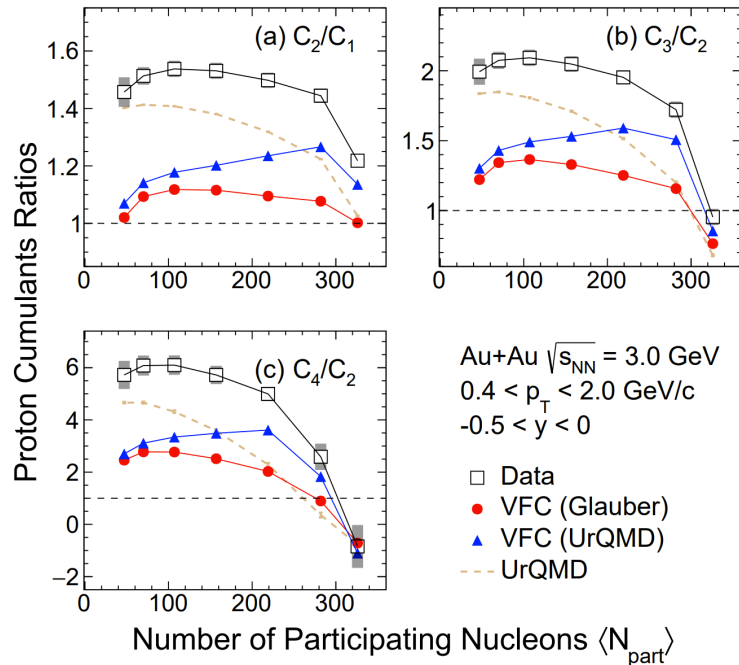 (a) C₂/C₁
1.6
1.4
1.2
1
0 100 200 300
(b) C₃/C₂
2
1.5
1
0 100 200 300
(c) C₄/C₂
6
4
2
0
−2
0 100 200 300
Proton Cumulants Ratios
Number of Participating Nucleons ⟨N_part⟩
Au+Au √s_NN = 3.0 GeV
0.4 < p_T < 2.0 GeV/c
-0.5 < y < 0
Data
VFC (Glauber)
VFC (UrQMD)
UrQMD